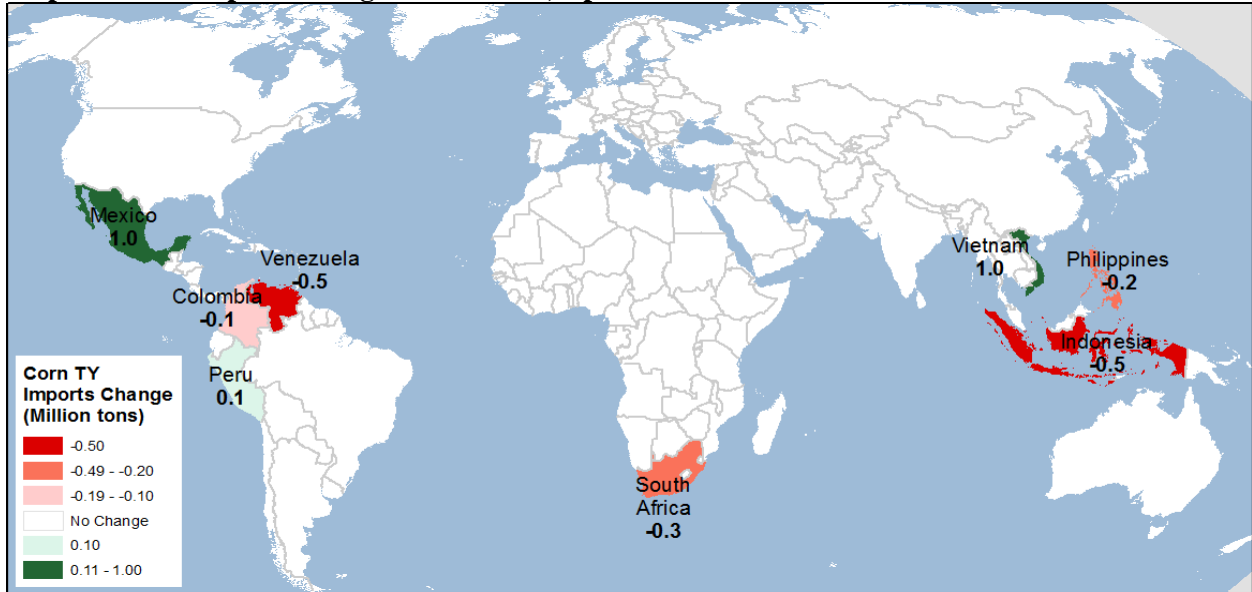 Mexico
1.0
Venezuela
-0.5
Colombia
-0.1
Peru
0.1
Vietnam
1.0
Philippines
-0.2
Indonesia
-0.5
South
Africa
-0.3
Corn TY
Imports Change
(Million tons)
-0.50
-0.49 - -0.20
-0.19 - -0.10
No Change
0.10
0.11 - 1.00